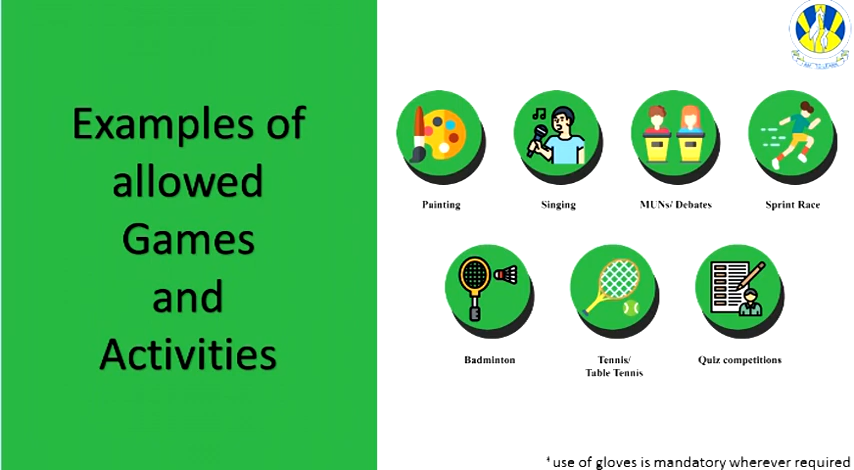 Examples of
allowed
Games
and
Activities
Painting
Singing
MUNs/ Debates
Sprint Race
Badminton
Tennis/
Table Tennis
Quiz competitions
* use of gloves is mandatory wherever required